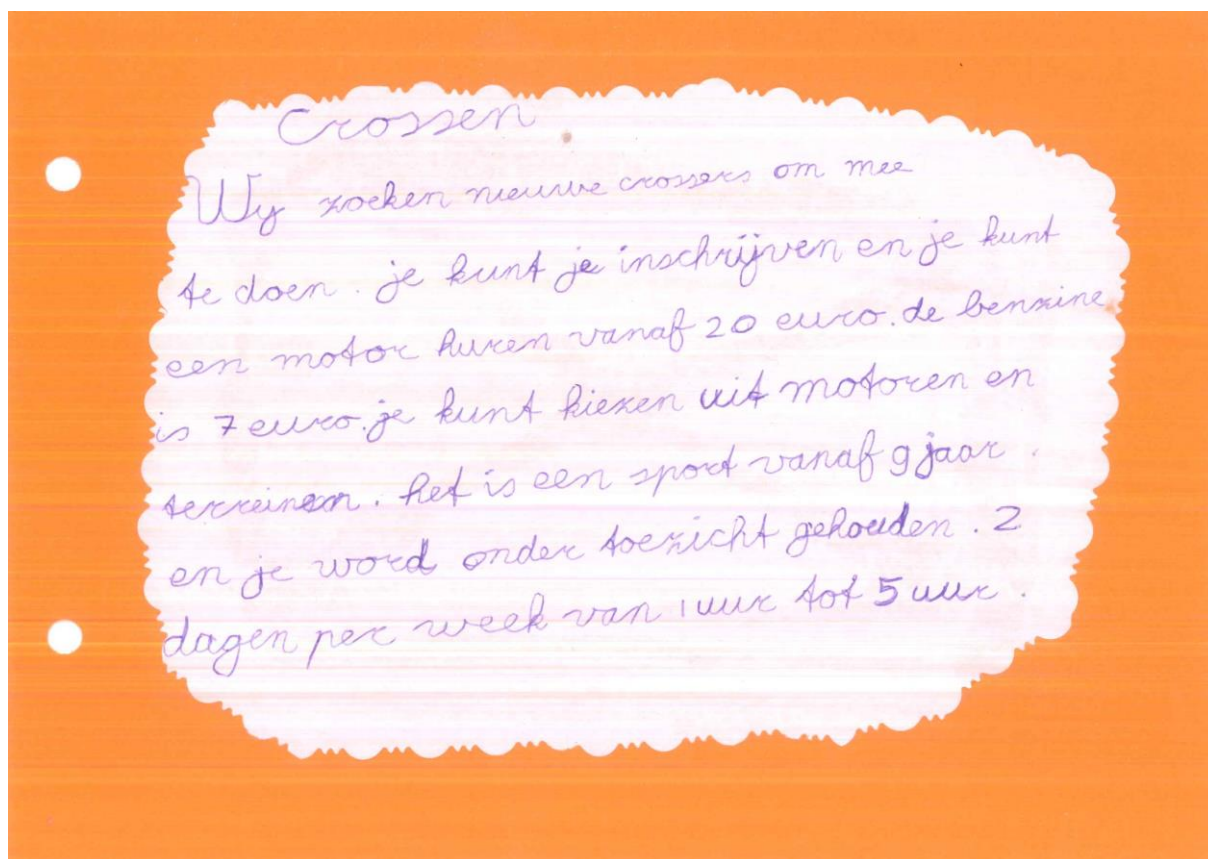 Crossen
Wij zoeken nieuwe crossers om mee
te doen. je kunt je inschrijven en je kunt
een motor huren vanaf 20 euro. de benzine
is 7 euro. je kunt kiezen uit motoren en
terreinen. het is een sport vanaf 9 jaar.
en je word onder toezicht gehouden. 2
dagen per week van 1 uur tot 5 uur.